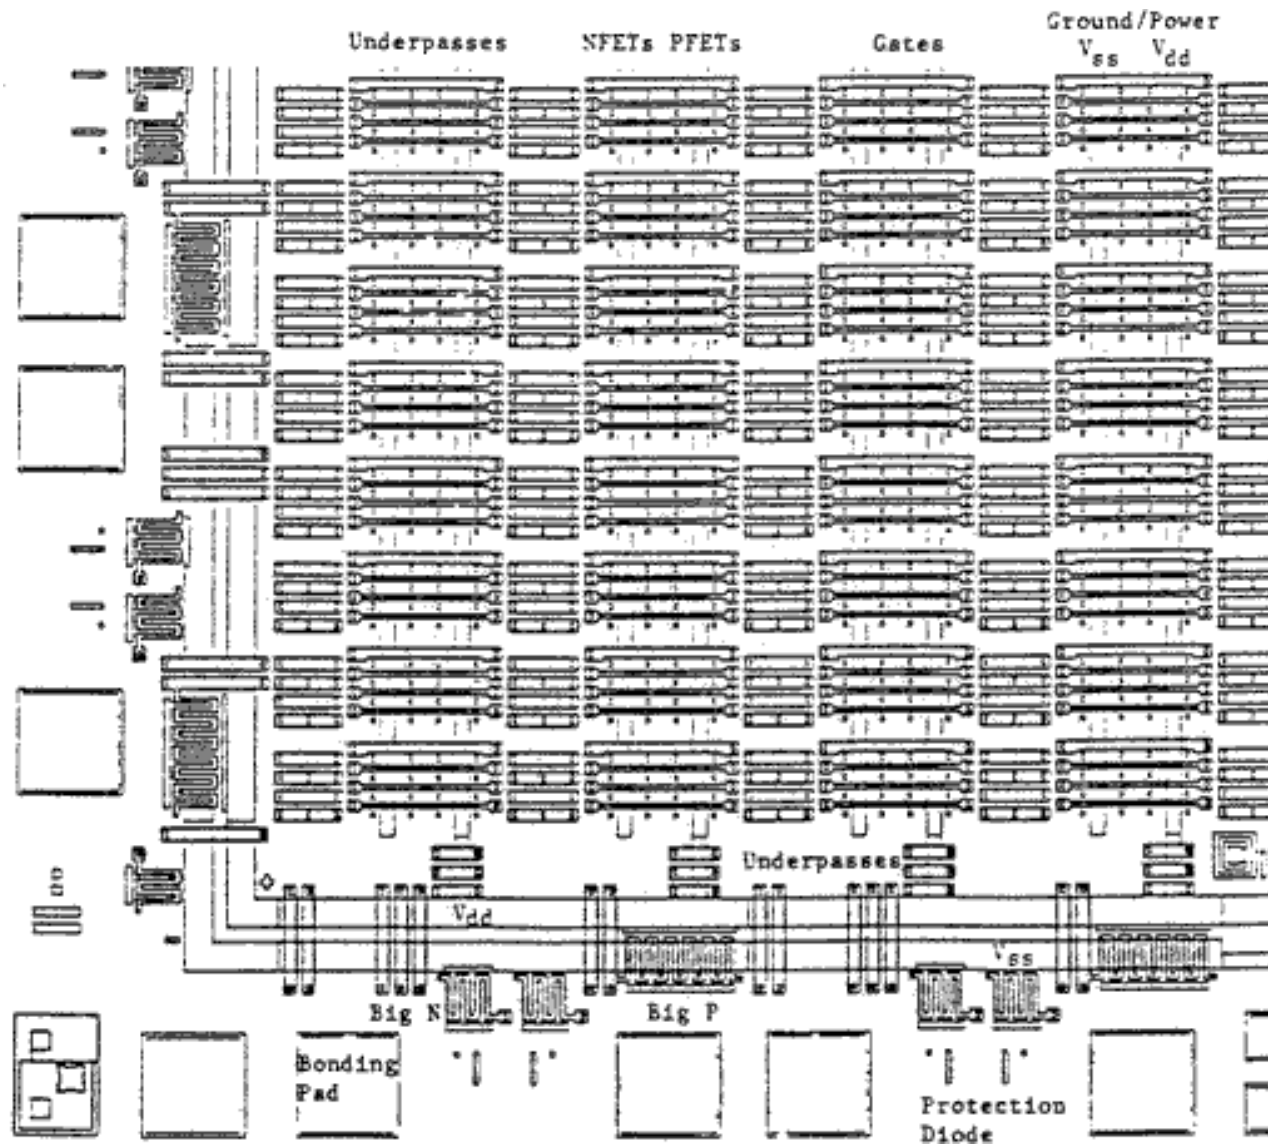 Ground/Power
Underpasses NFETs PFETs Gates Vss Vdd
Underpasses
Vdd
Vss
Big N Big P
Bonding
Pad
Protection
Diode